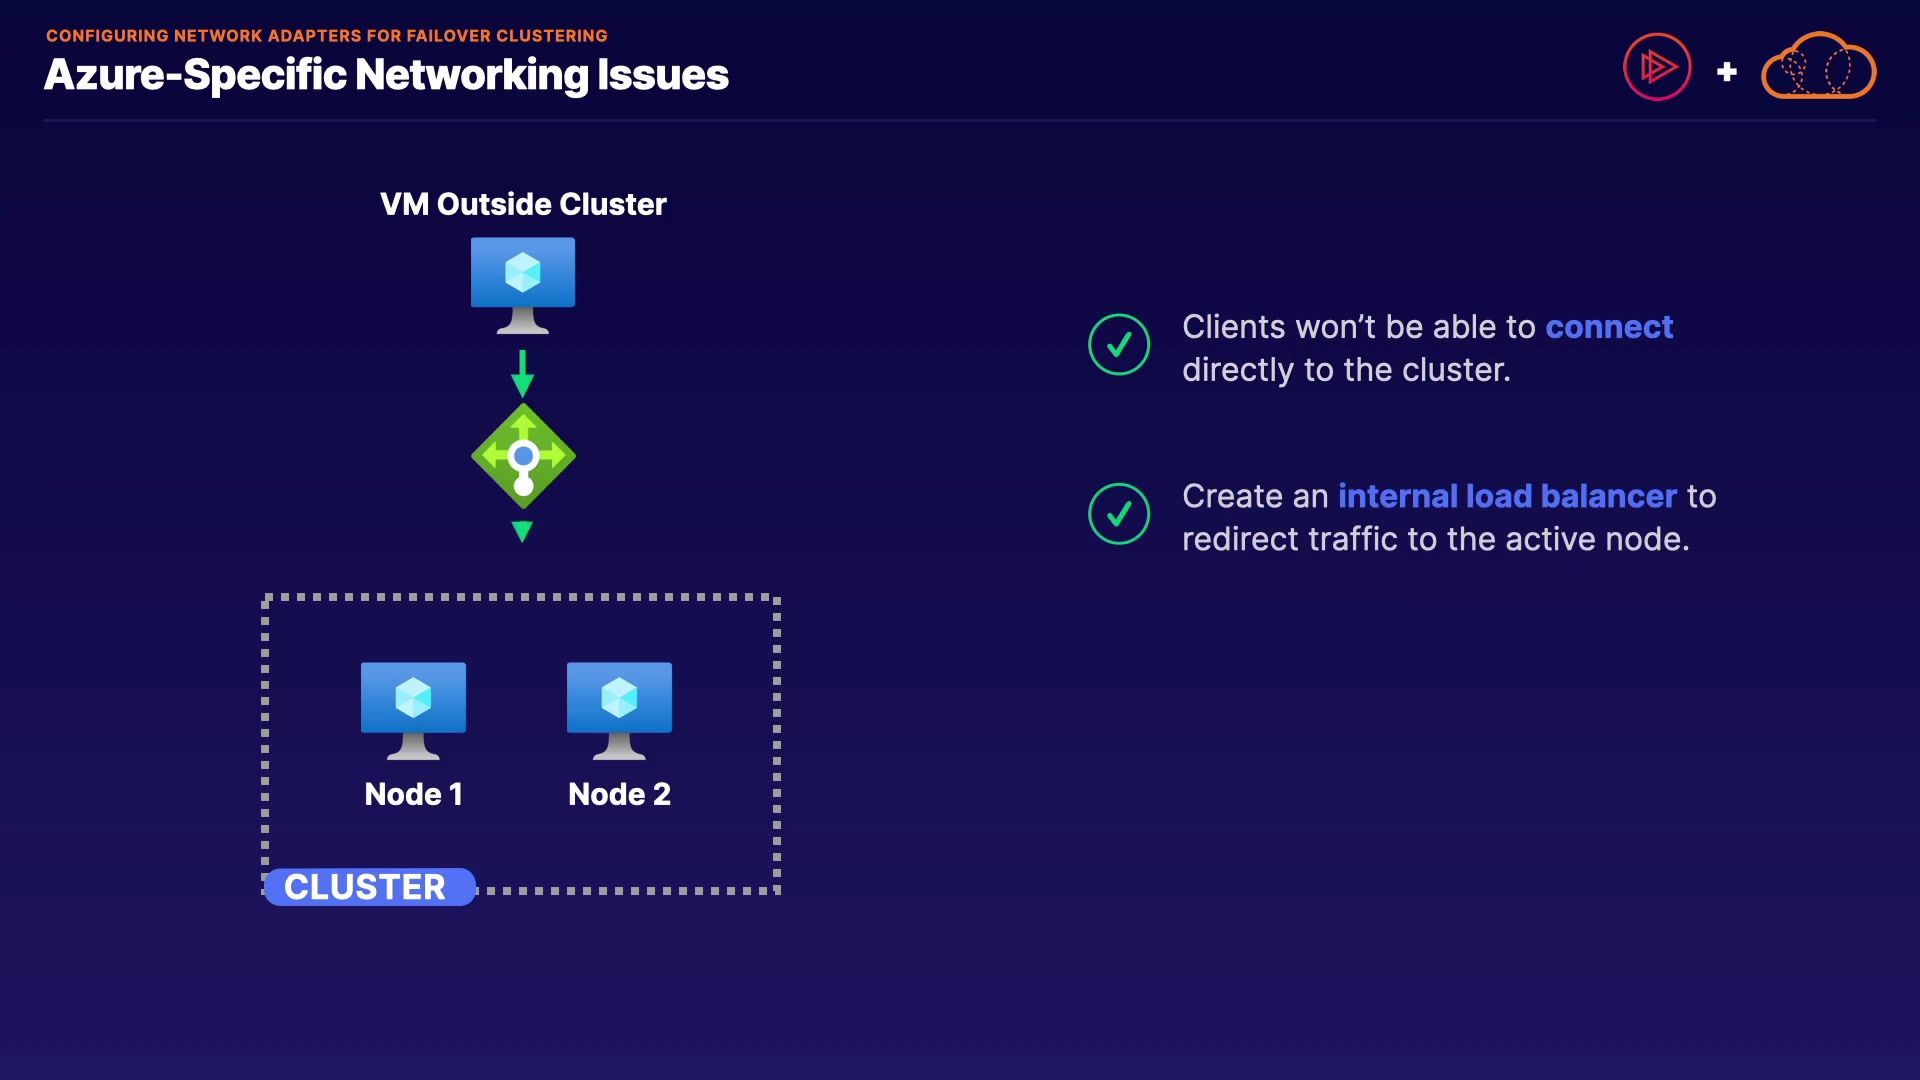 CONFIGURING NETWORK ADAPTERS FOR FAILOVER CLUSTERING
Azure-Specific Networking Issues
+
VM Outside Cluster
Clients won’t be able to connect
directly to the cluster.
Create an internal load balancer to
redirect traffic to the active node.
Node 1
Node 2
CLUSTER